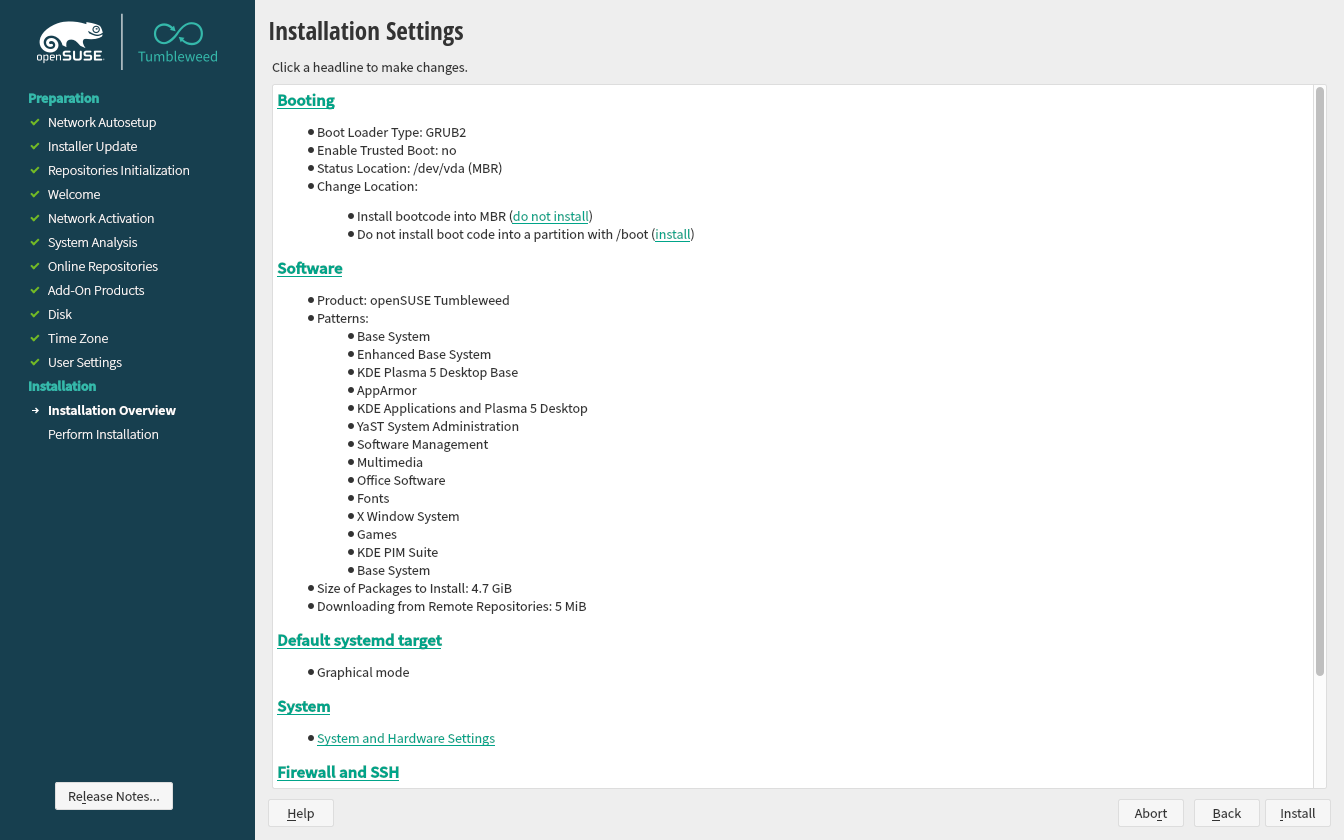 openSUSE
Tumbleweed
Preparation
Network Autosetup
Installer Update
Repositories Initialization
Welcome
Network Activation
System Analysis
Online Repositories
Add-On Products
Disk
Time Zone
User Settings
Installation
Installation Overview
Perform Installation
Release Notes...
Installation Settings
Click a headline to make changes.
Booting
Boot Loader Type: GRUB2
Enable Trusted Boot: no
Status Location: /dev/vda (MBR)
Change Location:
Install bootcode into MBR (do not install)
Do not install boot code into a partition with /boot (install)
Software
Product: openSUSE Tumbleweed
Patterns:
Base System
Enhanced Base System
KDE Plasma 5 Desktop Base
AppArmor
KDE Applications and Plasma 5 Desktop
YaST System Administration
Software Management
Multimedia
Office Software
Fonts
X Window System
Games
KDE PIM Suite
Base System
Size of Packages to Install: 4.7 GiB
Downloading from Remote Repositories: 5 MiB
Default systemd target
Graphical mode
System
System and Hardware Settings
Firewall and SSH
Help
Abort
Back
Install